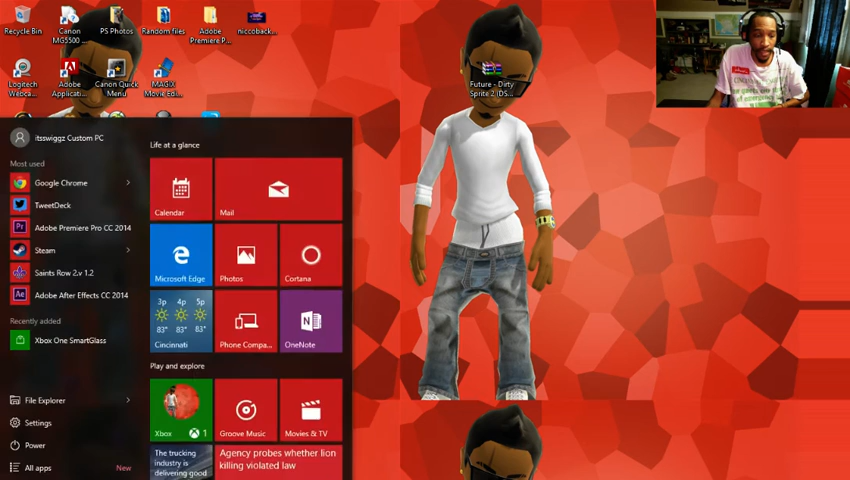 Recycle Bin
Canon MG5500 ...
PS Photos
Random files
Adobe Premiere P...
niccoback...
Logitech Webca...
Adobe Applicati...
Canon Quick Menu
MAGIX Movie Edi...
Future - Dirty Sprite 2 (DS...
itsswiggz Custom PC
Most used
Google Chrome
TweetDeck
Adobe Premiere Pro CC 2014
Steam
Saints Row 2.v 1.2
Adobe After Effects CC 2014
Recently added
Xbox One SmartGlass
File Explorer
Settings
Power
All apps
New
Life at a glance
Calendar
Mail
Microsoft Edge
Photos
Cortana
3p 4p 5p
83° 83° 83°
Cincinnati
Phone Compa...
OneNote
Play and explore
Xbox
1
Groove Music
Movies & TV
The trucking industry is delivering good
Agency probes whether lion killing violated law